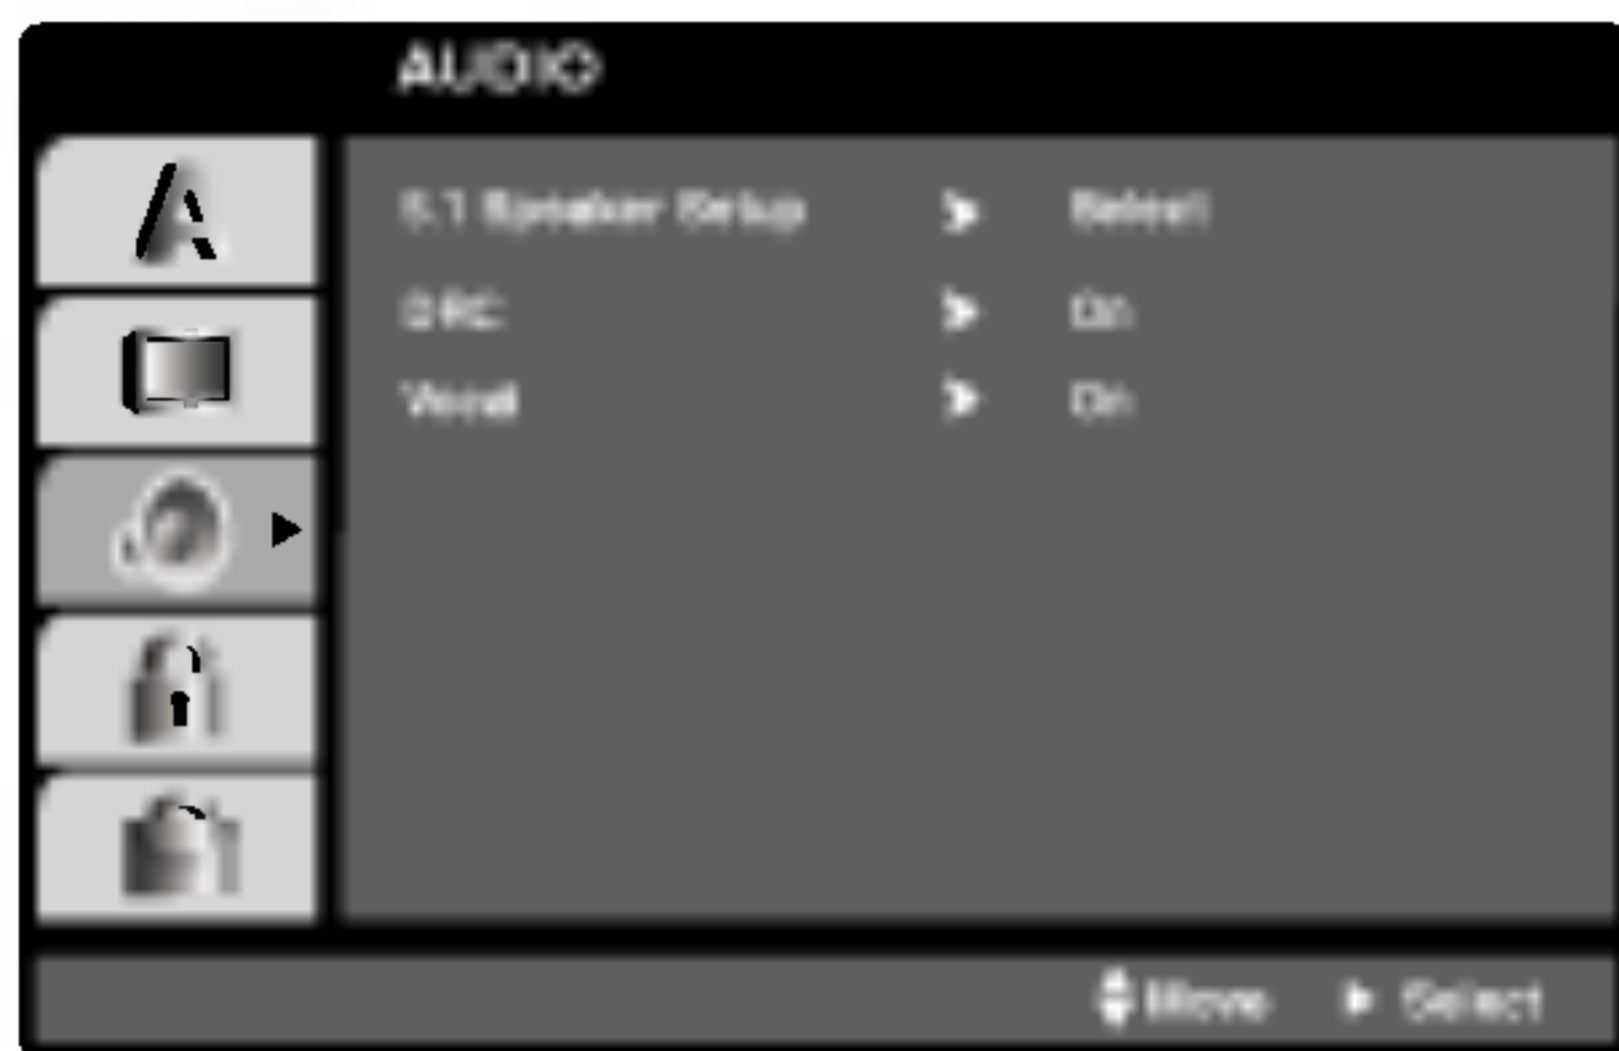 AUDIO
5.1 Speaker Setup Select
DRC On
Vocal On
Move Select